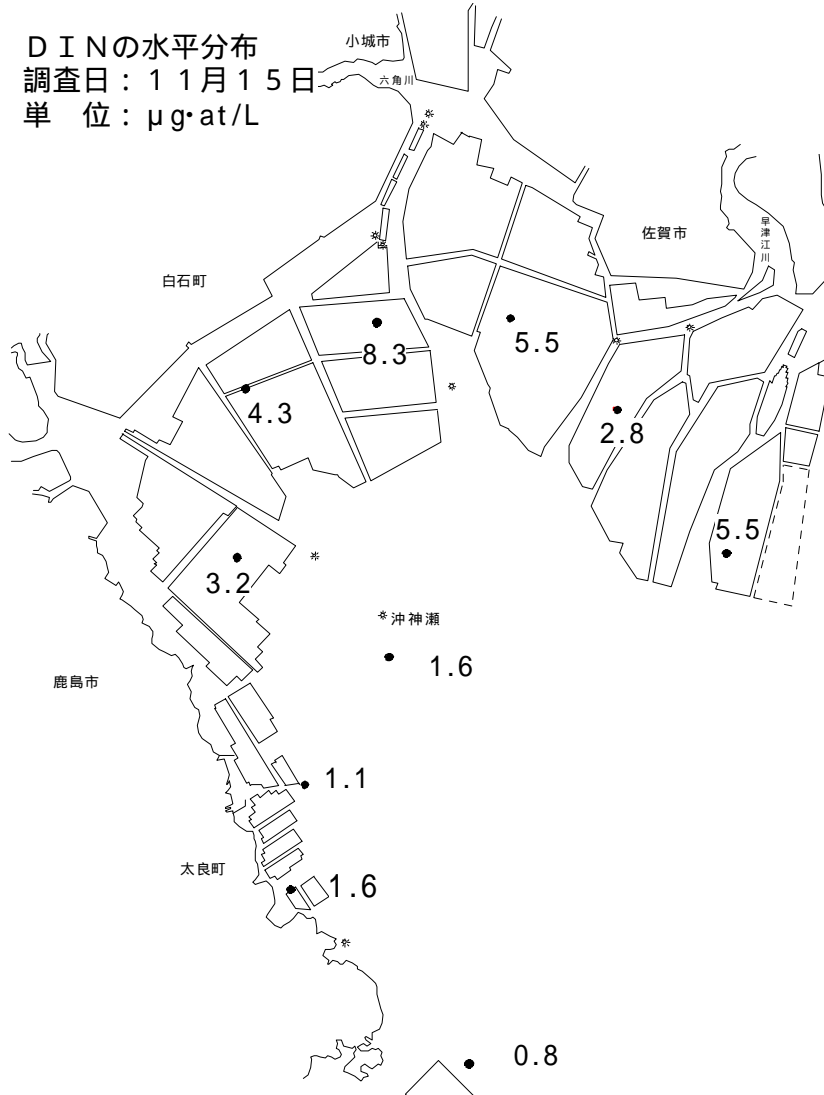 ＤＩＮの水平分布
調査日：１１月１５日
単　位：μg・at/L
小城市
六角川
佐賀市
早津江川
白石町
5.5
8.3
4.3
2.8
5.5
3.2
沖神瀬
1.6
鹿島市
1.1
太良町
1.6
0.8